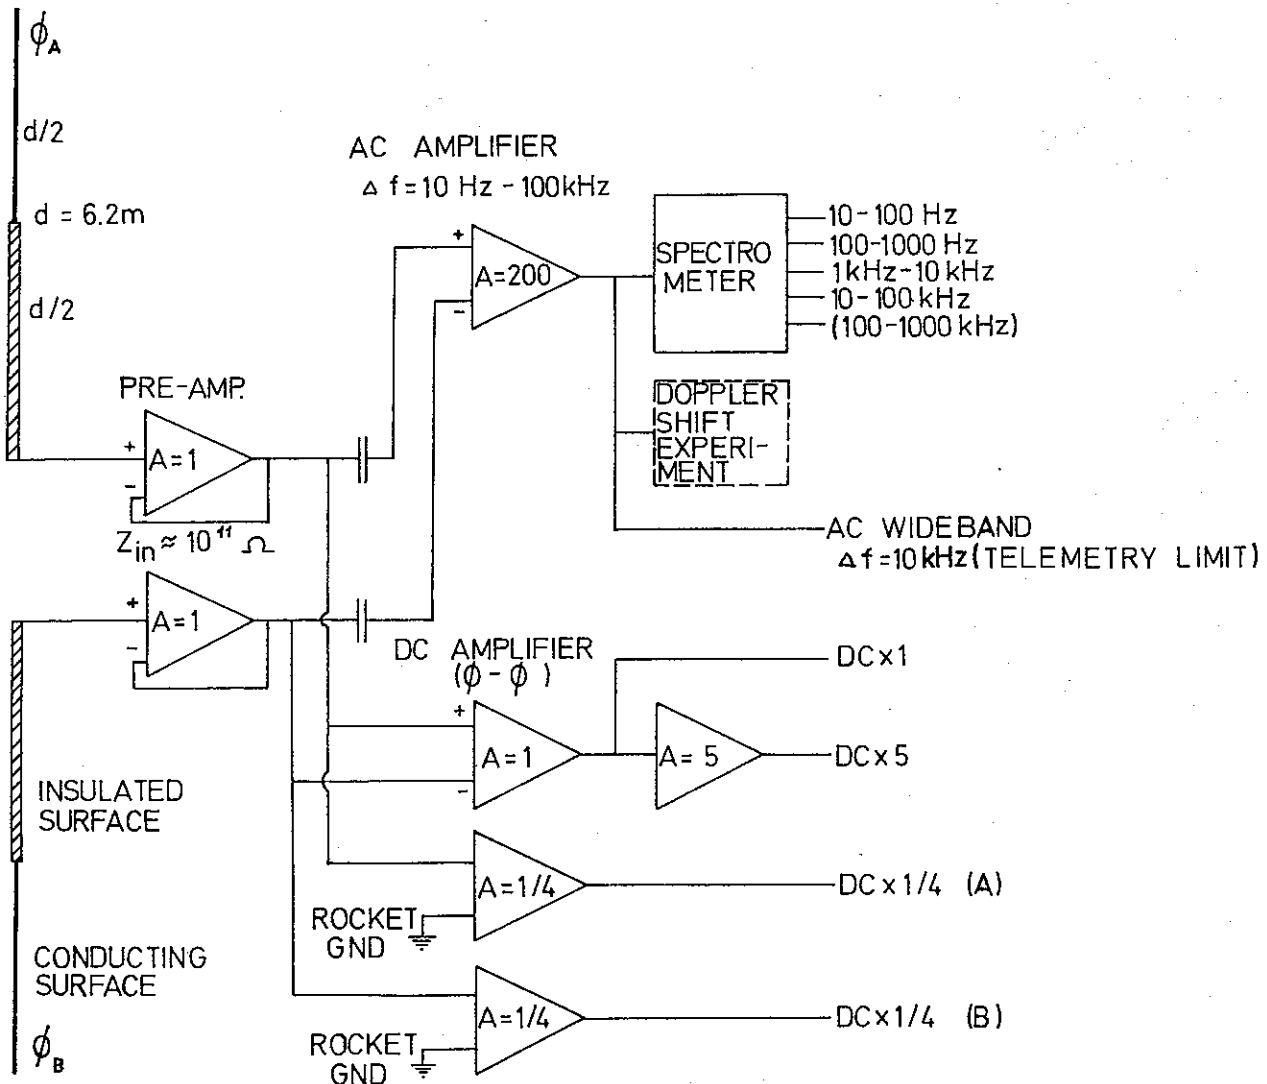 ϕA
d/2
d = 6.2m
d/2
AC AMPLIFIER
Δ f = 10 Hz - 100kHz
+
-
A=200
SPECTRO
METER
10-100 Hz
100-1000 Hz
1kHz-10 kHz
10-100 kHz
(100-1000 kHz)
DOPPLER
SHIFT
EXPERI-
MENT
AC WIDEBAND
Δ f = 10 kHz (TELEMETRY LIMIT)
PRE-AMP.
+
-
A=1
Zin ≈ 10¹¹ Ω
+
-
A=1
DC AMPLIFIER
(ϕ-ϕ )
+
-
A=1
A= 5
DC×1
DC×5
INSULATED
SURFACE
A=1/4
DC×1/4 (A)
ROCKET
GND
CONDUCTING
SURFACE
A=1/4
DC×1/4 (B)
ROCKET
GND
ϕB